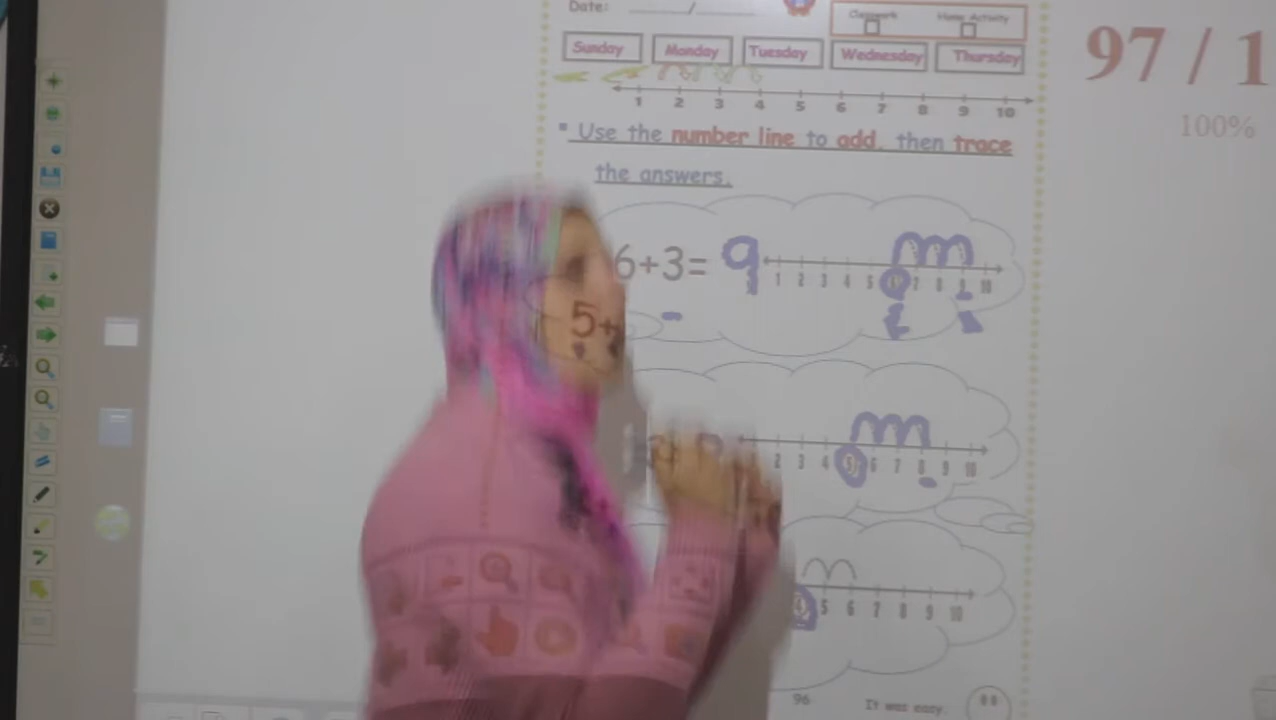 Date: ___/___
Classwork Home Activity
97 / 1
Sunday Monday Tuesday Wednesday Thursday
100%
1 2 3 4 5 6 7 8 9 10
Use the number line to add, then trace
the answers.
6+3= 9
1 2 3 4 5 6 7 8 9 10
5+
2 3 4 5 6 7 8 9 10
4 5 6 7 8 9 10
96 It was easy.